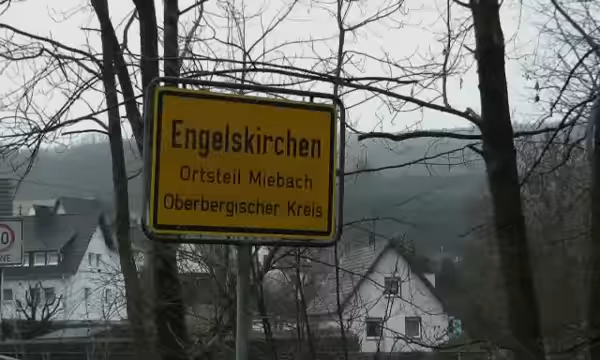 Engelskirchen
Ortsteil Miebach
Oberbergischer Kreis